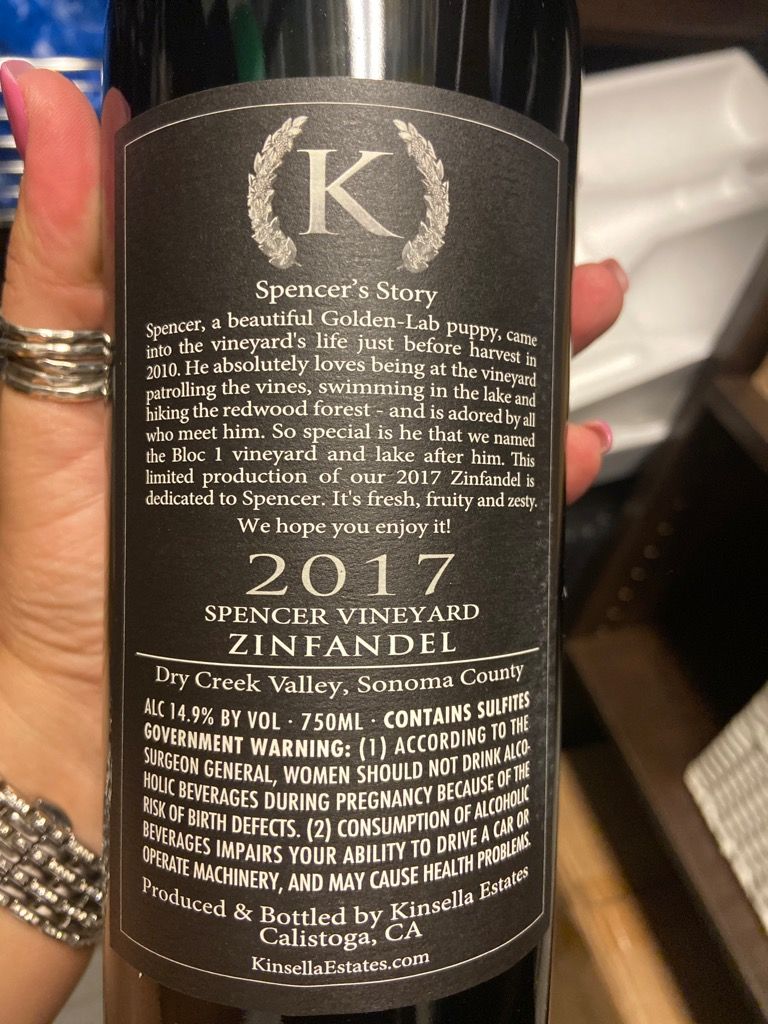 K
Spencer's Story
Spencer, a beautiful Golden-Lab puppy, came
into the vineyard's life just before harvest in
2010. He absolutely loves being at the vineyard
patrolling the vines, swimming in the lake and
hiking the redwood forest - and is adored by all
who meet him. So special is he that we named
the Bloc 1 vineyard and lake after him. This
limited production of our 2017 Zinfandel is
dedicated to Spencer. It's fresh, fruity and zesty.
We hope you enjoy it!
2017
SPENCER VINEYARD
ZINFANDEL
Dry Creek Valley, Sonoma County
ALC 14.9% BY VOL · 750ML · CONTAINS SULFITES
GOVERNMENT WARNING: (1) ACCORDING TO THE
SURGEON GENERAL, WOMEN SHOULD NOT DRINK ALCO-
HOLIC BEVERAGES DURING PREGNANCY BECAUSE OF THE
RISK OF BIRTH DEFECTS. (2) CONSUMPTION OF ALCOHOLIC
BEVERAGES IMPAIRS YOUR ABILITY TO DRIVE A CAR OR
OPERATE MACHINERY, AND MAY CAUSE HEALTH PROBLEMS.
Produced & Bottled by Kinsella Estates
Calistoga, CA
KinsellaEstates.com